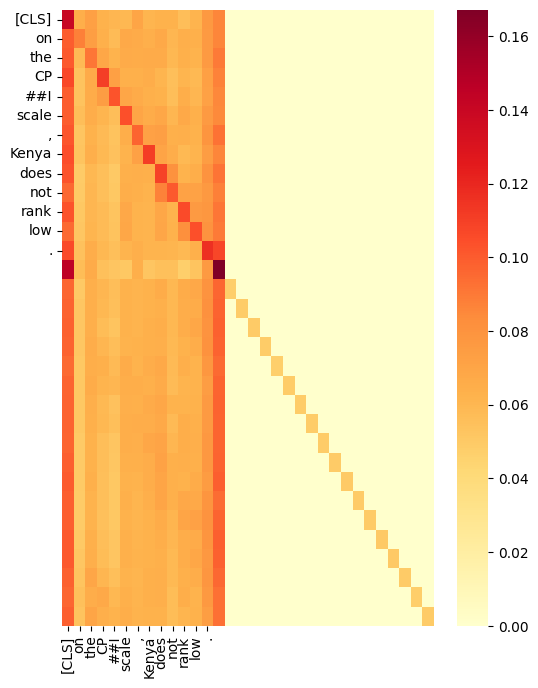 [CLS]
on
the
CP
##I
scale
,
Kenya
does
not
rank
low
.
0.16
0.14
0.12
0.10
0.08
0.06
0.04
0.02
0.00
[CLS]
on
the
CP
##I
scale
,
Kenya
does
not
rank
low
.